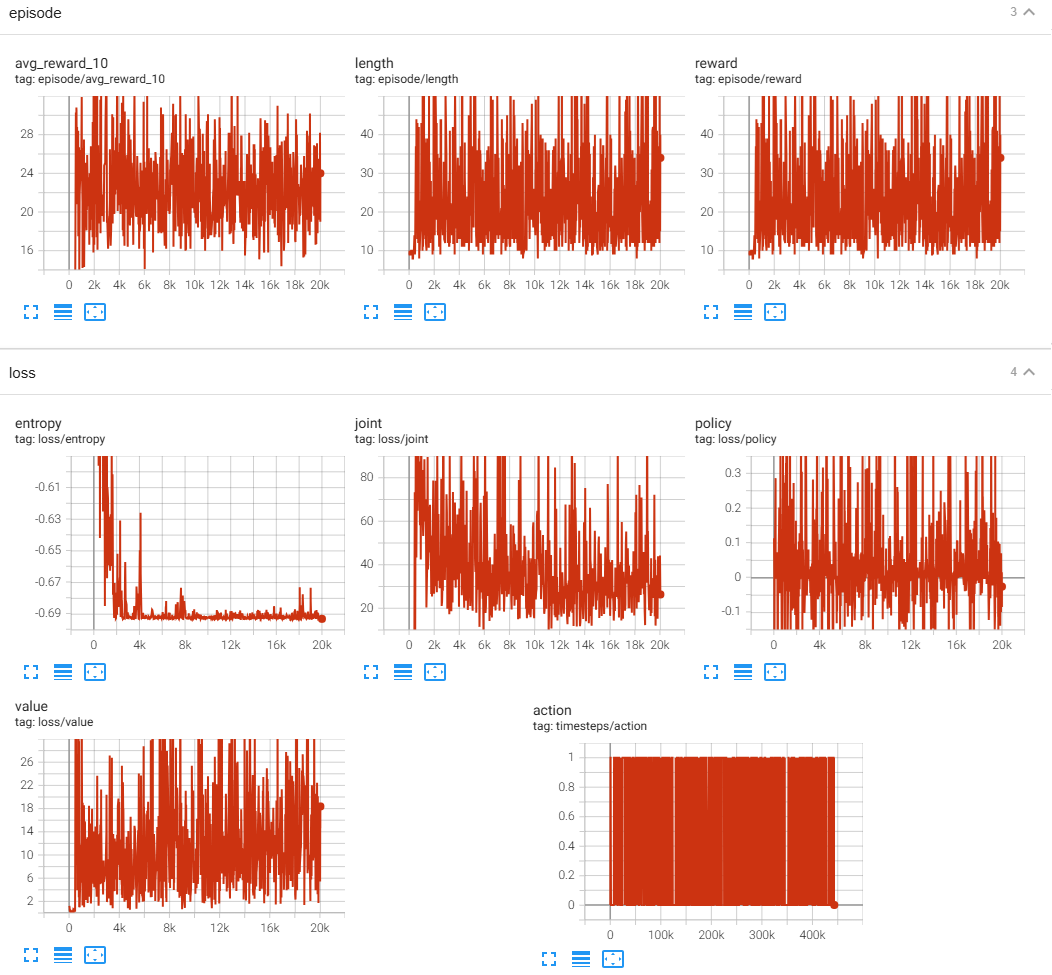 episode
3
avg_reward_10
tag: episode/avg_reward_10
28
24
20
16
0 2k 4k 6k 8k 10k 12k 14k 16k 18k 20k
length
tag: episode/length
40
30
20
10
0 2k 4k 6k 8k 10k 12k 14k 16k 18k 20k
reward
tag: episode/reward
40
30
20
10
0 2k 4k 6k 8k 10k 12k 14k 16k 18k 20k
loss
4
entropy
tag: loss/entropy
-0.61
-0.63
-0.65
-0.67
-0.69
0 4k 8k 12k 16k 20k
joint
tag: loss/joint
80
60
40
20
0 2k 4k 6k 8k 10k 12k 14k 16k 18k 20k
policy
tag: loss/policy
0.3
0.2
0.1
0
-0.1
0 4k 8k 12k 16k 20k
value
tag: loss/value
26
22
18
14
10
6
2
0 4k 8k 12k 16k 20k
action
tag: timesteps/action
1
0.8
0.6
0.4
0.2
0
0 100k 200k 300k 400k